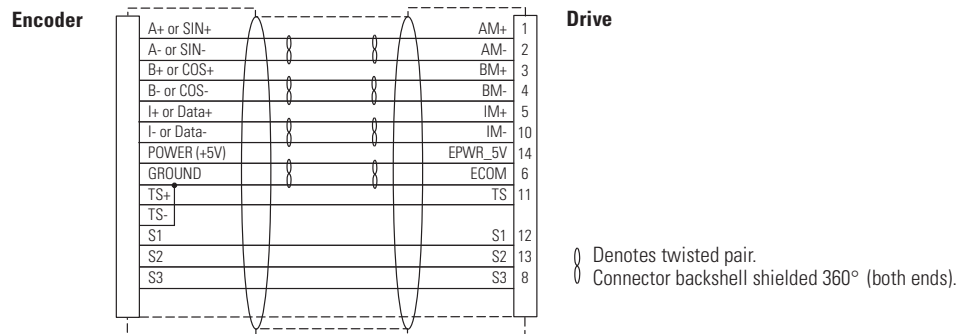 Encoder
Drive
A+ or SIN+ AM+ 1
A- or SIN- AM- 2
B+ or COS+ BM+ 3
B- or COS- BM- 4
I+ or Data+ IM+ 5
I- or Data- IM- 10
POWER (+5V) EPWR_5V 14
GROUND ECOM 6
TS+ TS 11
TS-
S1 S1 12
S2 S2 13
S3 S3 8
Denotes twisted pair.
Connector backshell shielded 360° (both ends).